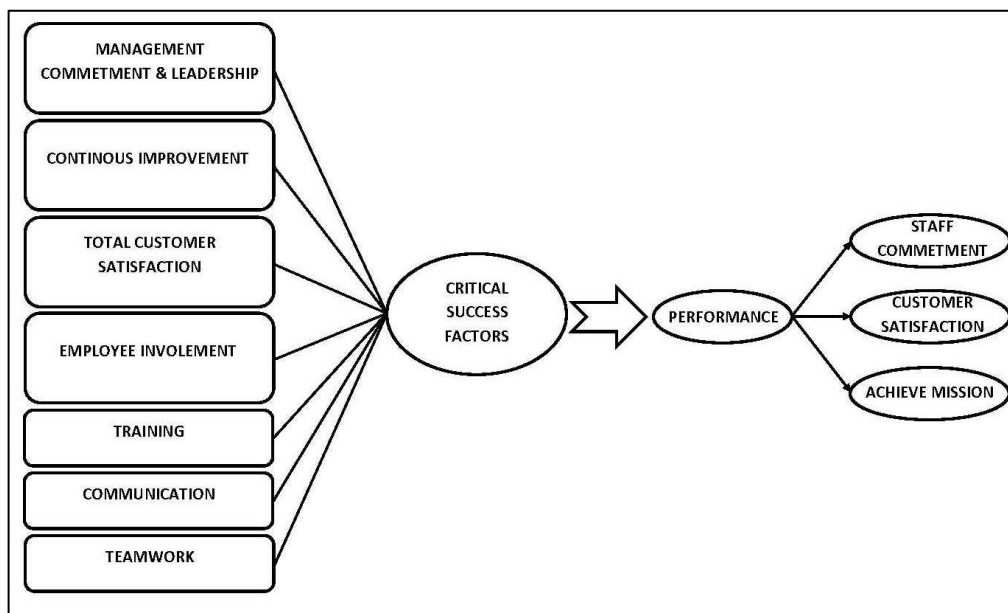 MANAGEMENT
COMMETMENT & LEADERSHIP
CONTINOUS IMPROVEMENT
TOTAL CUSTOMER
SATISFACTION
EMPLOYEE INVOLEMENT
TRAINING
COMMUNICATION
TEAMWORK
CRITICAL
SUCCESS
FACTORS
PERFORMANCE
STAFF
COMMETMENT
CUSTOMER
SATISFACTION
ACHIEVE MISSION